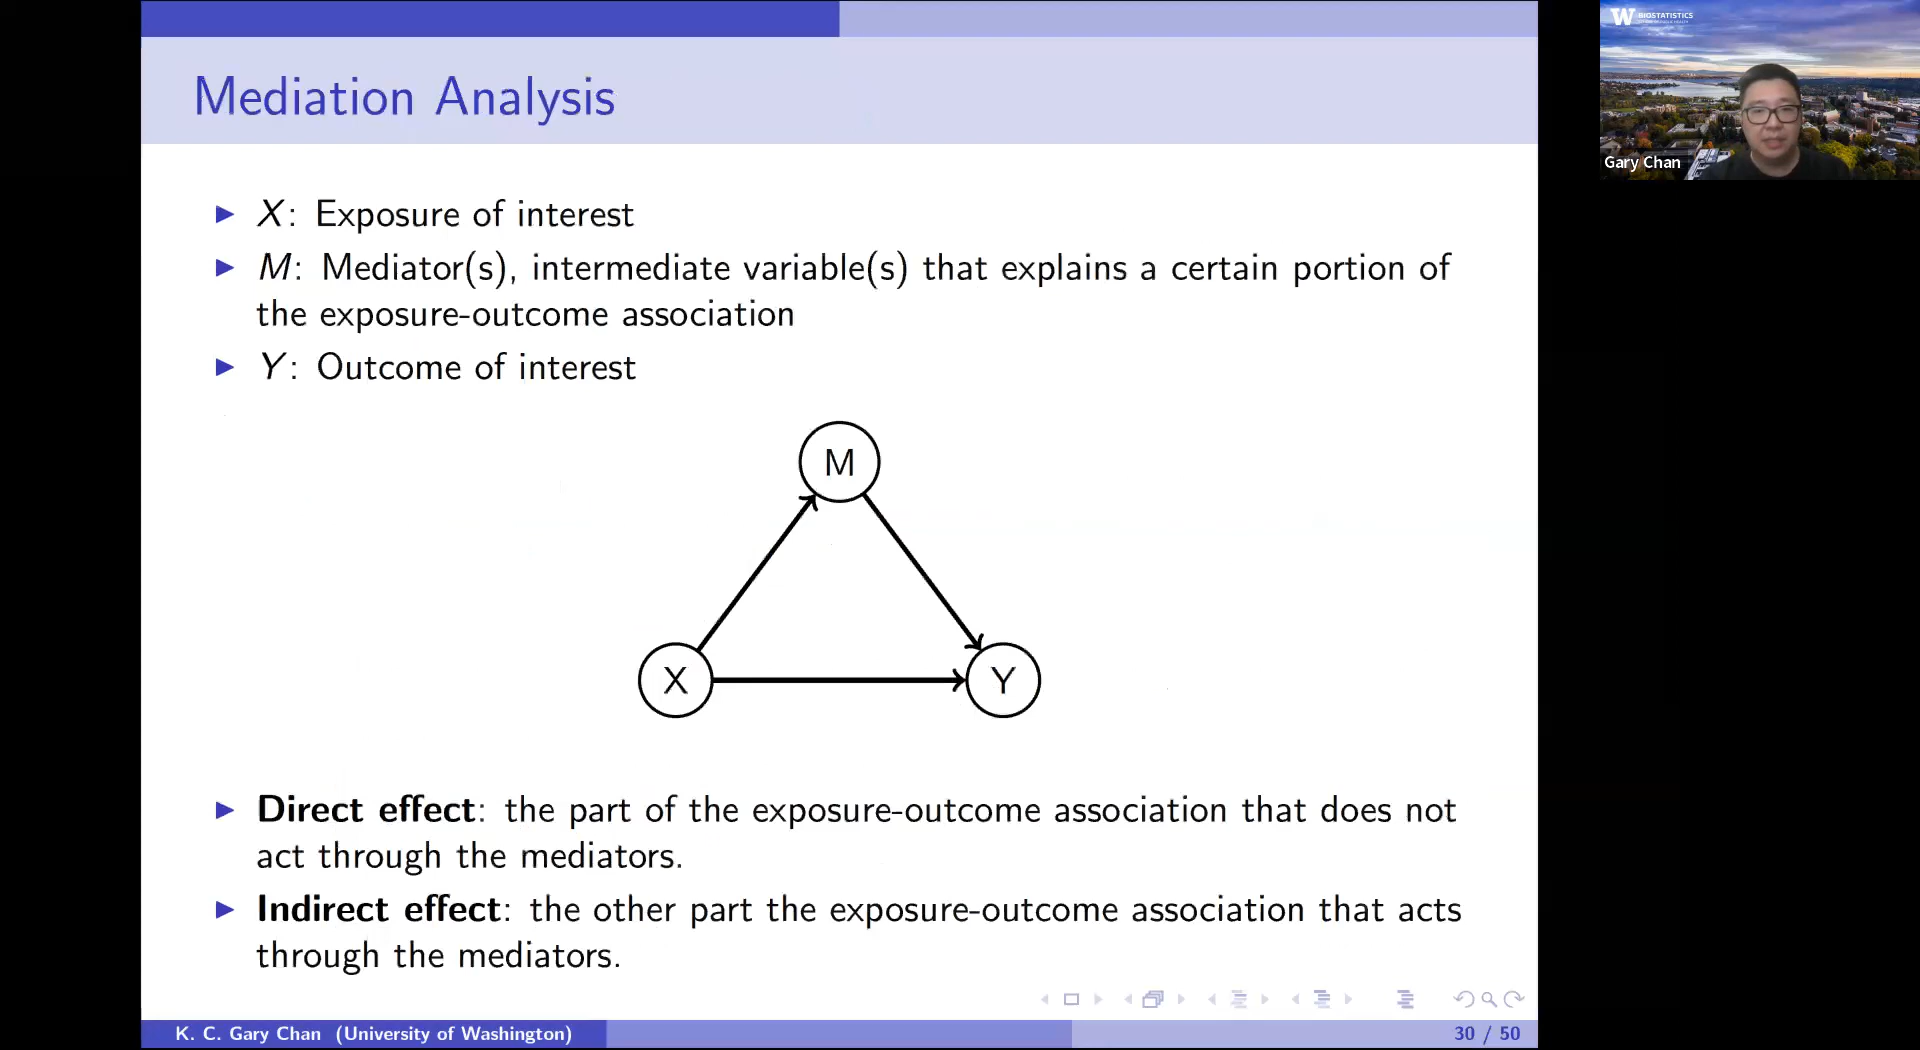 Mediation Analysis
X: Exposure of interest
M: Mediator(s), intermediate variable(s) that explains a certain portion of
the exposure-outcome association
Y: Outcome of interest
M
X
Y
Direct effect: the part of the exposure-outcome association that does not
act through the mediators.
Indirect effect: the other part the exposure-outcome association that acts
through the mediators.
K. C. Gary Chan (University of Washington)
30 / 50
W BIOSTATISTICS
Gary Chan